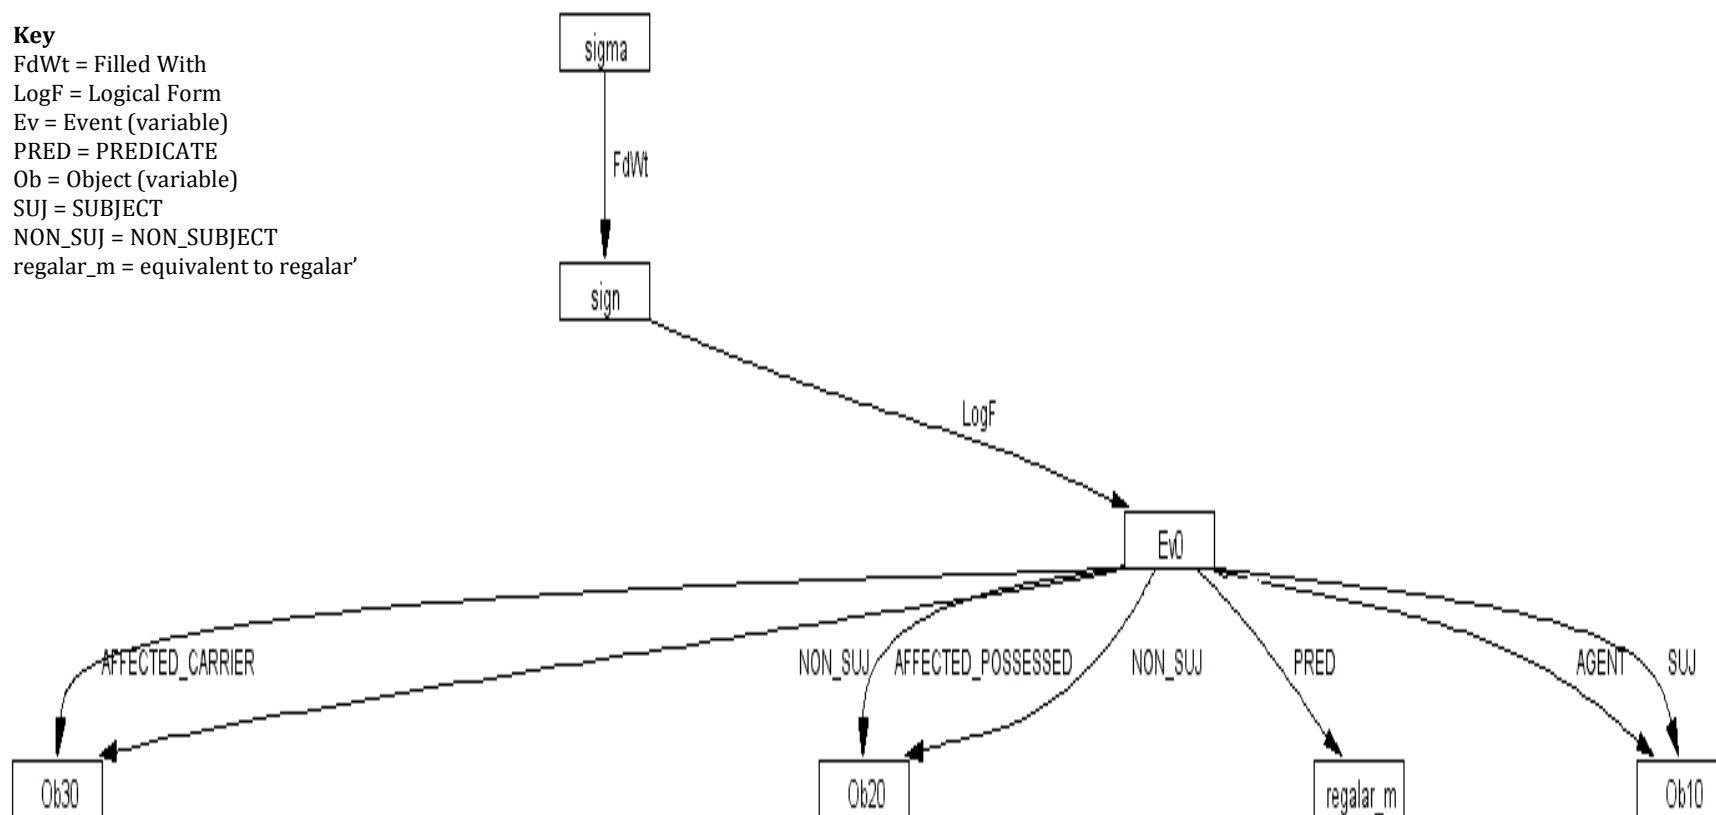 Key
FdWt = Filled With
LogF = Logical Form
Ev = Event (variable)
PRED = PREDICATE
Ob = Object (variable)
SUJ = SUBJECT
NON_SUJ = NON_SUBJECT
regalar_m = equivalent to regalar’
sigma
FdWt
sign
LogF
Ev0
AFFECTED_CARRIER NON_SUJ AFFECTED_POSSESSED NON_SUJ PRED AGENT SUJ
Ob30 Ob20 regalar_m Ob10